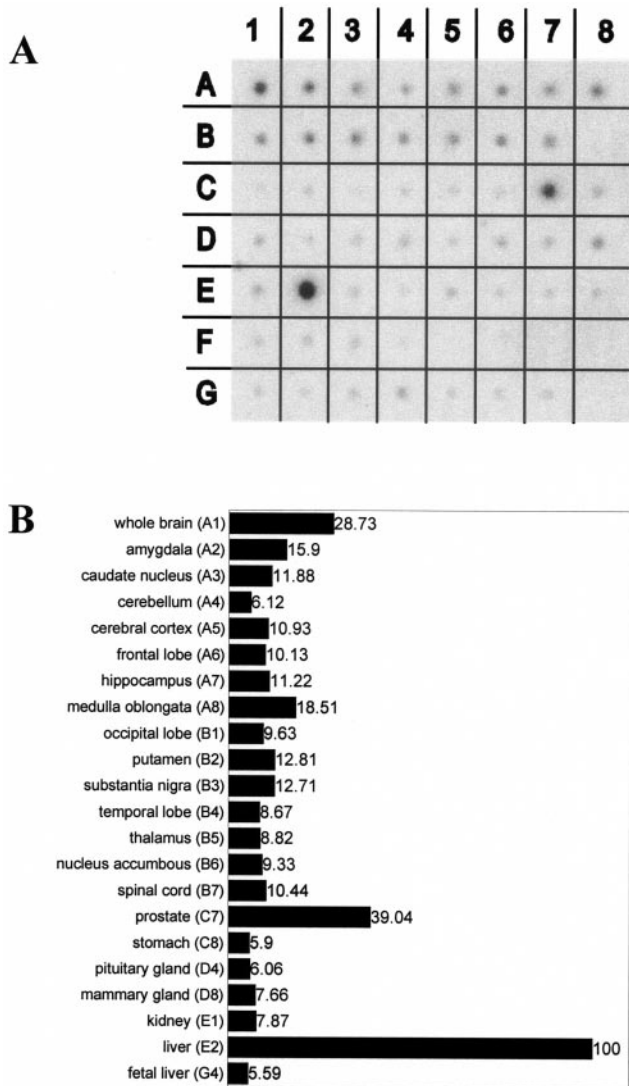 A
1 2 3 4 5 6 7 8
A
B
C
D
E
F
G
B
whole brain (A1) 28.73
amygdala (A2) 15.9
caudate nucleus (A3) 11.88
cerebellum (A4) 6.12
cerebral cortex (A5) 10.93
frontal lobe (A6) 10.13
hippocampus (A7) 11.22
medulla oblongata (A8) 18.51
occipital lobe (B1) 9.63
putamen (B2) 12.81
substantia nigra (B3) 12.71
temporal lobe (B4) 8.67
thalamus (B5) 8.82
nucleus accumbous (B6) 9.33
spinal cord (B7) 10.44
prostate (C7) 39.04
stomach (C8) 5.9
pituitary gland (D4) 6.06
mammary gland (D8) 7.66
kidney (E1) 7.87
liver (E2) 100
fetal liver (G4) 5.59